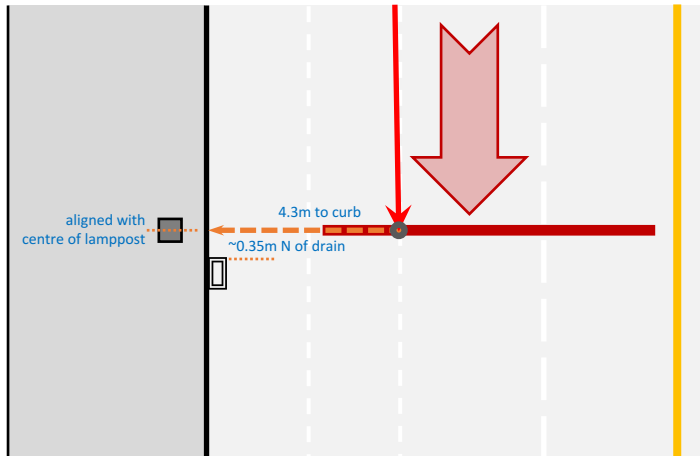 4.3m to curb
aligned with
centre of lamppost
~0.35m N of drain